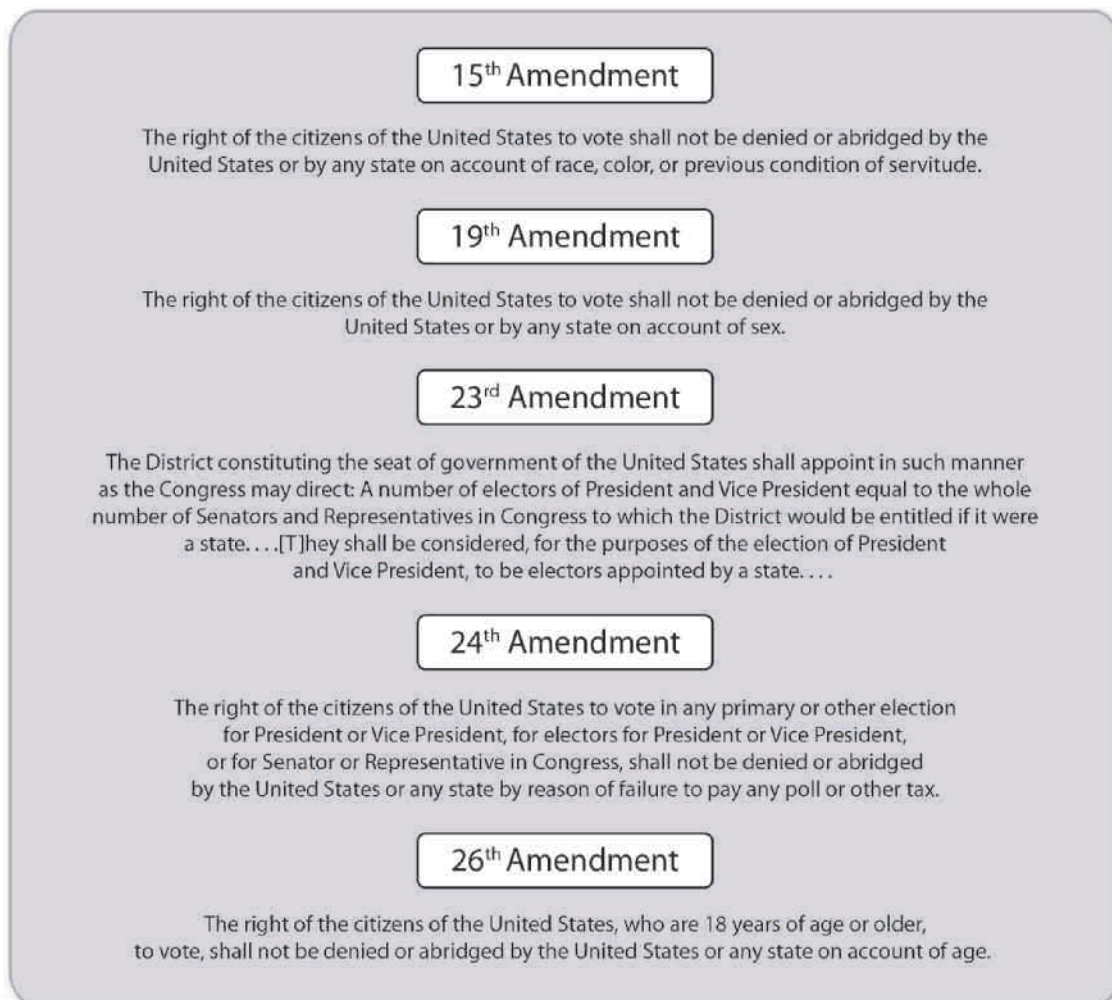 15th Amendment
The right of the citizens of the United States to vote shall not be denied or abridged by the
United States or by any state on account of race, color, or previous condition of servitude.
19th Amendment
The right of the citizens of the United States to vote shall not be denied or abridged by the
United States or by any state on account of sex.
23rd Amendment
The District constituting the seat of government of the United States shall appoint in such manner
as the Congress may direct: A number of electors of President and Vice President equal to the whole
number of Senators and Representatives in Congress to which the District would be entitled if it were
a state. . . .[T]hey shall be considered, for the purposes of the election of President
and Vice President, to be electors appointed by a state. . . .
24th Amendment
The right of the citizens of the United States to vote in any primary or other election
for President or Vice President, for electors for President or Vice President,
or for Senator or Representative in Congress, shall not be denied or abridged
by the United States or any state by reason of failure to pay any poll or other tax.
26th Amendment
The right of the citizens of the United States, who are 18 years of age or older,
to vote, shall not be denied or abridged by the United States or any state on account of age.